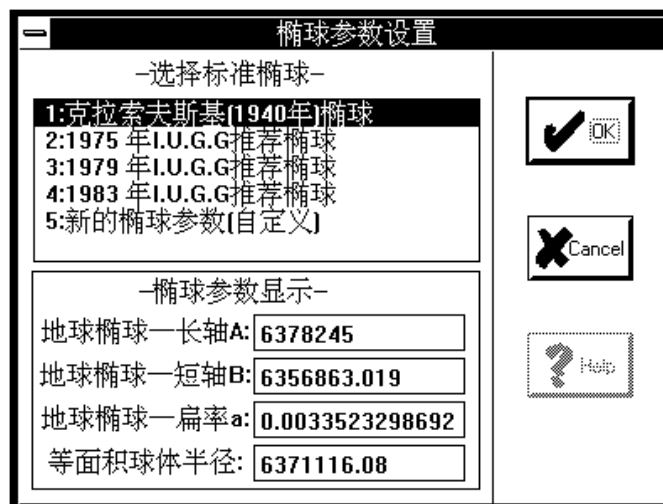 椭球参数设置
-选择标准椭球-
1:克拉索夫斯基(1940年)椭球
2:1975 年I.U.G.G推荐椭球
3:1979 年I.U.G.G推荐椭球
4:1983 年I.U.G.G推荐椭球
5:新的椭球参数(自定义)
-椭球参数显示-
地球椭球—长轴A: 6378245
地球椭球—短轴B: 6356863.019
地球椭球—扁率a: 0.0033523298692
等面积球体半径: 6371116.08
OK
Cancel
Help